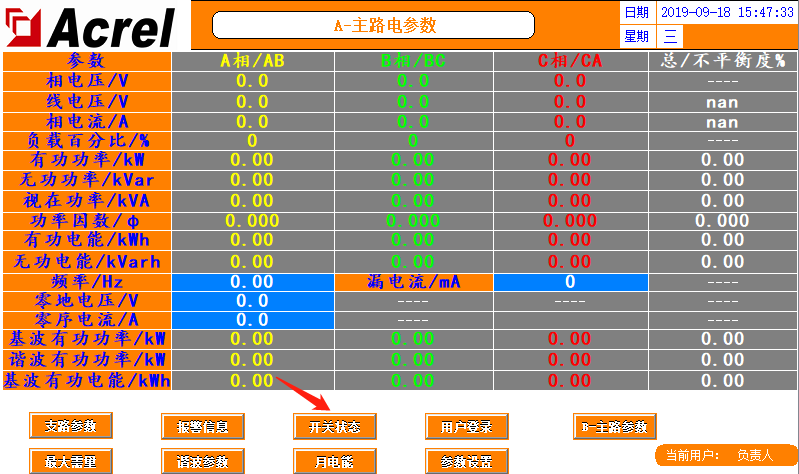 Acrel
A-主路电参数
日期 2019-09-18 15:47:33
星期 三
参数 A相/AB B相/BC C相/CA 总/不平衡度%
相电压/V 0.0 0.0 0.0 ----
线电压/V 0.0 0.0 0.0 nan
相电流/A 0.0 0.0 0.0 nan
负载百分比/% 0 0 0 ----
有功功率/kW 0.00 0.00 0.00 0.00
无功功率/kVar 0.00 0.00 0.00 0.00
视在功率/kVA 0.00 0.00 0.00 0.00
功率因数/φ 0.000 0.000 0.000 0.000
有功电能/kWh 0.00 0.00 0.00 0.00
无功电能/kVarh 0.00 0.00 0.00 0.00
频率/Hz 0.00 漏电流/mA 0 ----
零地电压/V 0.0 ---- ---- ----
零序电流/A 0.0 ---- ----
基波有功功率/kW 0.00 0.00 0.00 0.00
谐波有功功率/kW 0.00 0.00 0.00 0.00
基波有功电能/kWh 0.00 0.00 0.00 0.00
支路参数 报警信息 开关状态 用户登录 B-主路参数
最大需量 谐波参数 月电能 参数设置 当前用户: 负责人